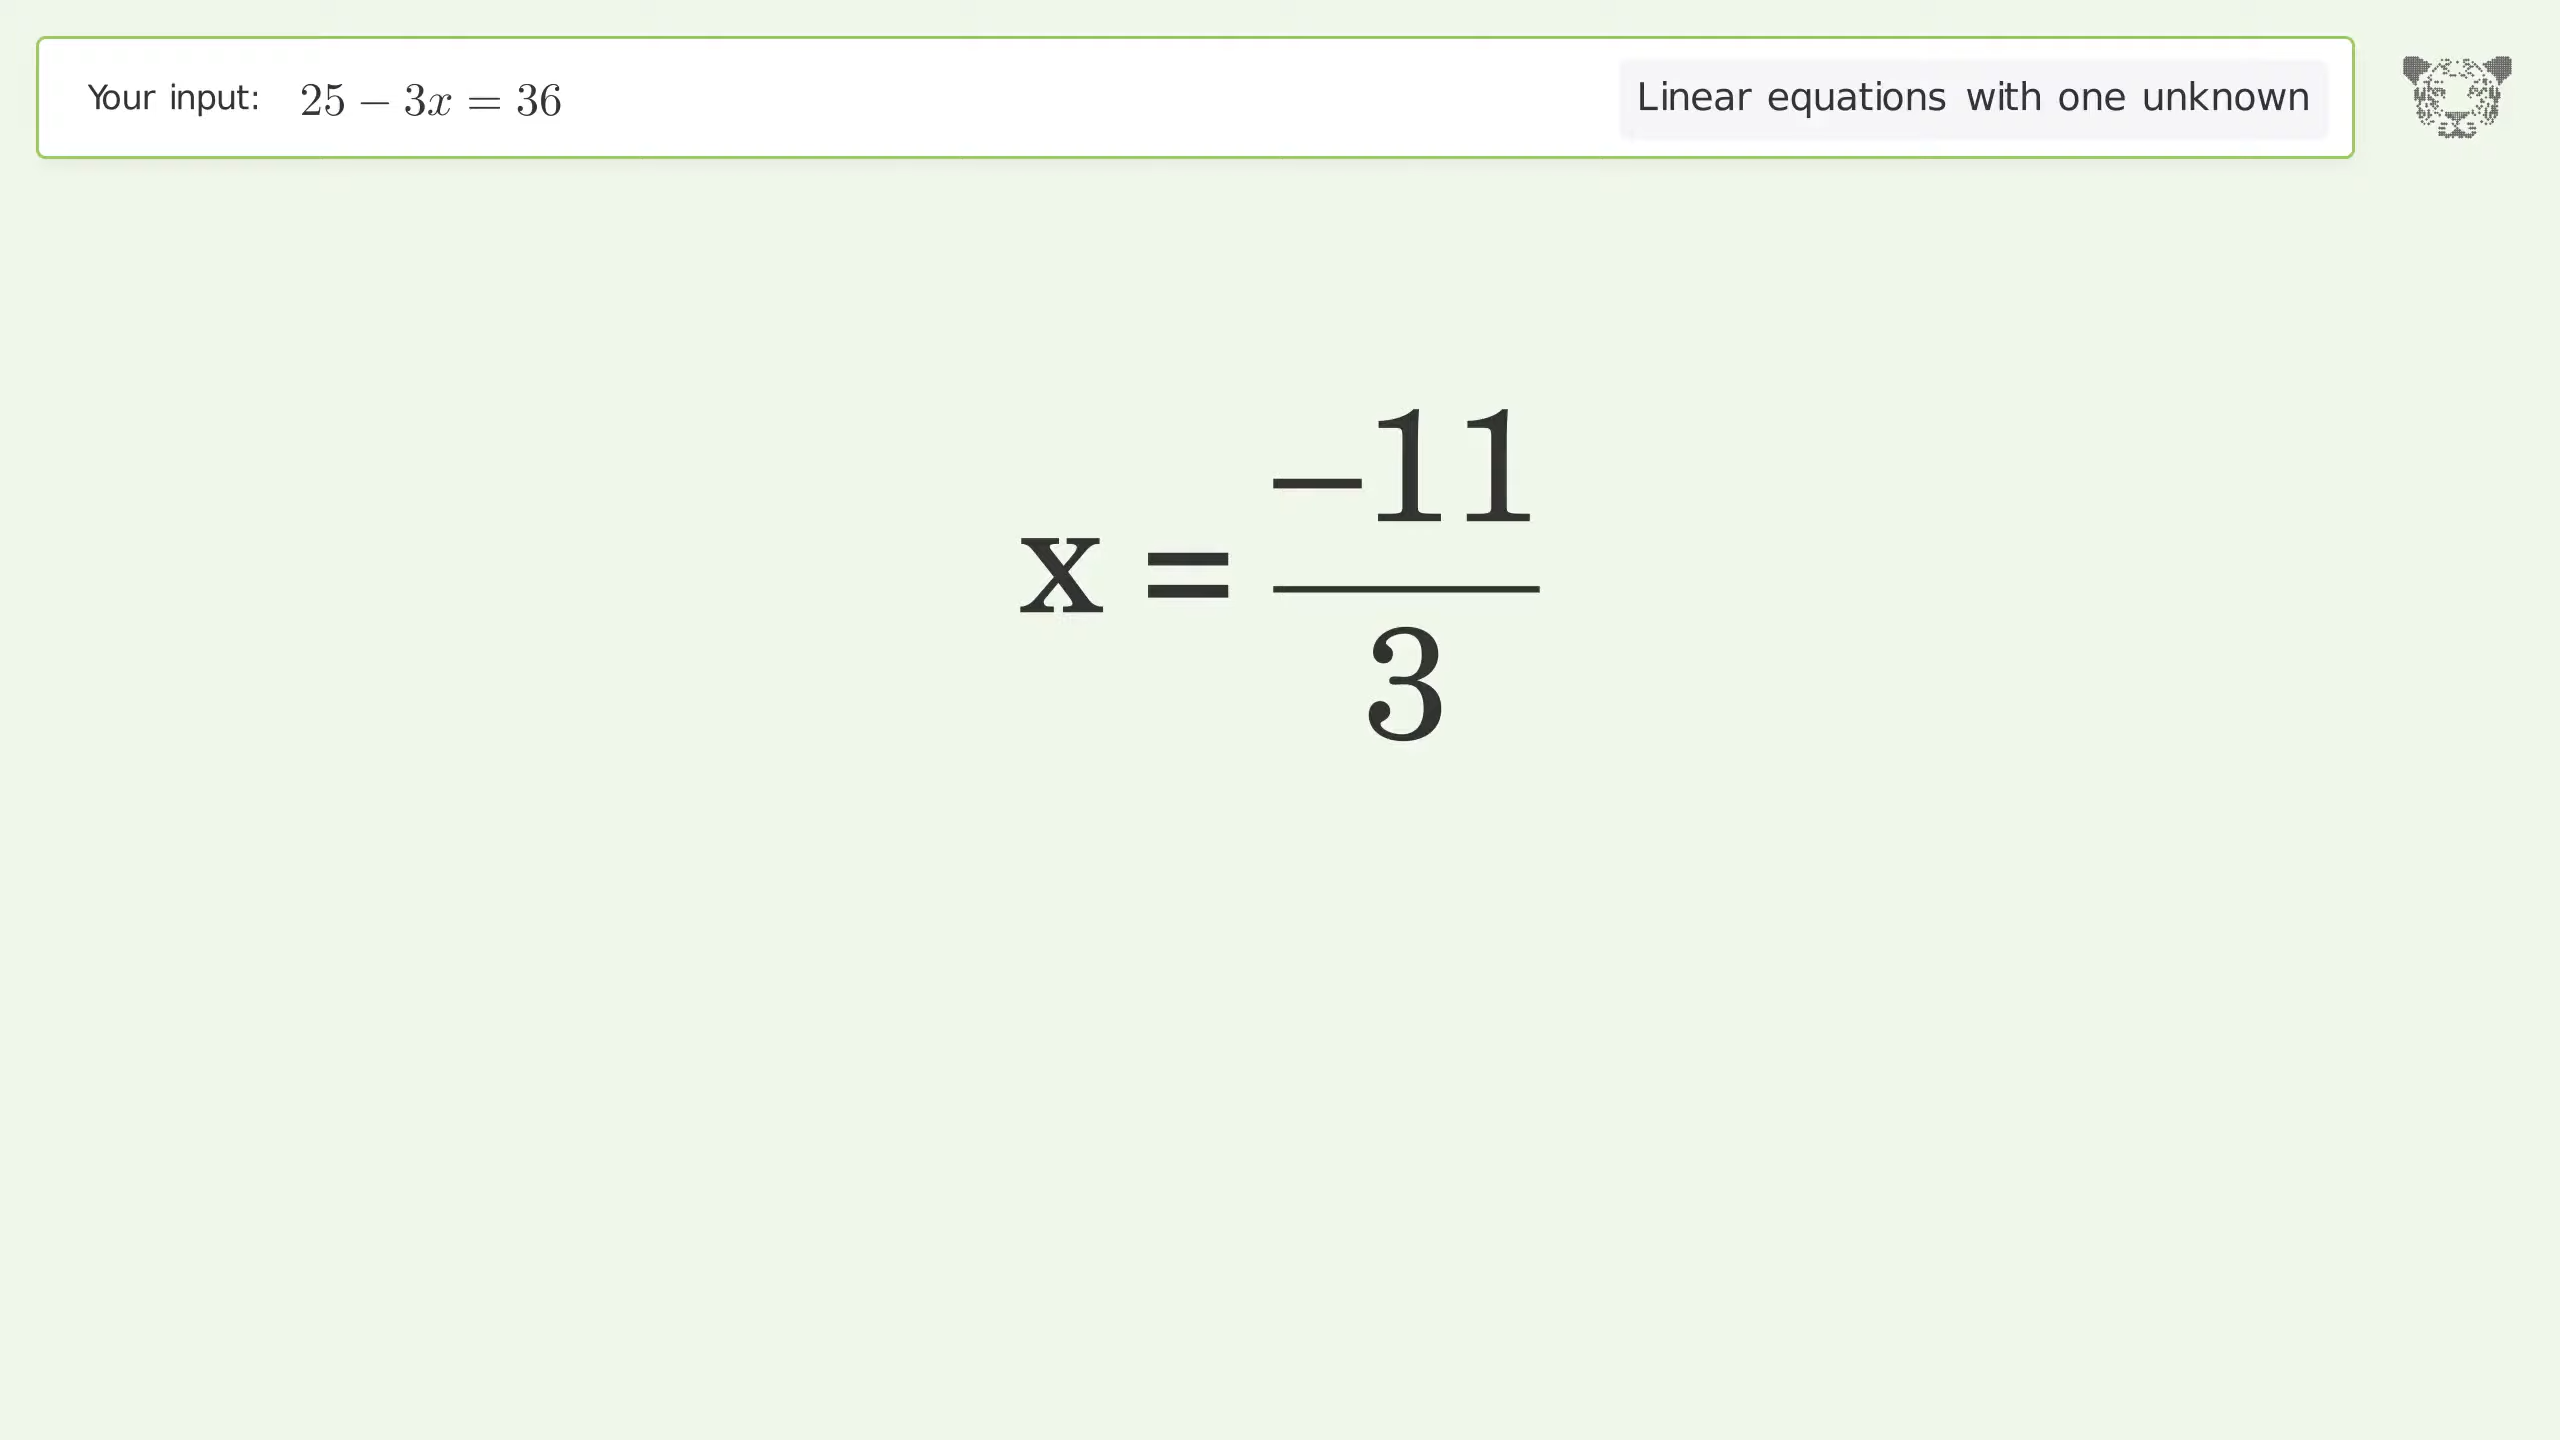 Your input: 25 − 3x = 36
Linear equations with one unknown
x = −11/3